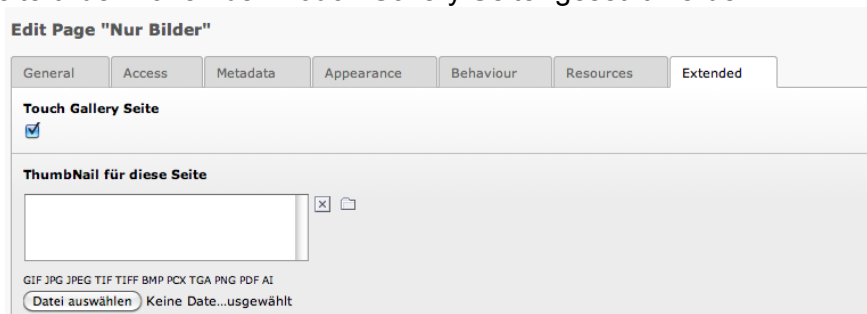 Edit Page "Nur Bilder"
General Access Metadata Appearance Behaviour Resources Extended
Touch Gallery Seite
ThumbNail für diese Seite
GIF JPG JPEG TIF TIFF BMP PCX TGA PNG PDF AI
Datei auswählen Keine Date...usgewählt